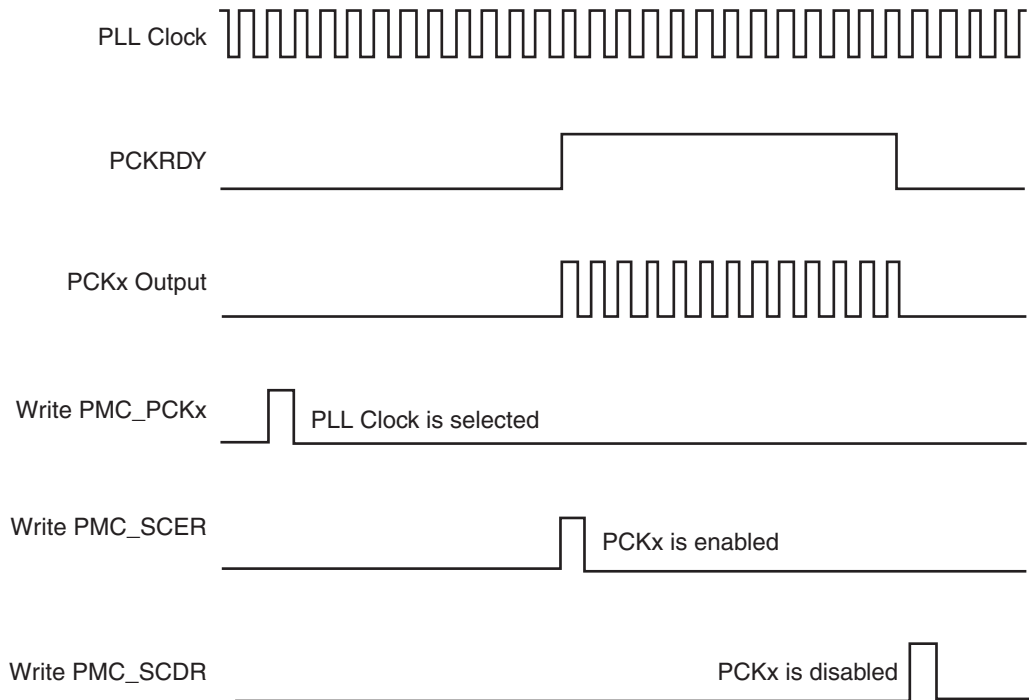 PLL Clock
PCKRDY
PCKx Output
Write PMC_PCKx
PLL Clock is selected
Write PMC_SCER
PCKx is enabled
Write PMC_SCDR
PCKx is disabled